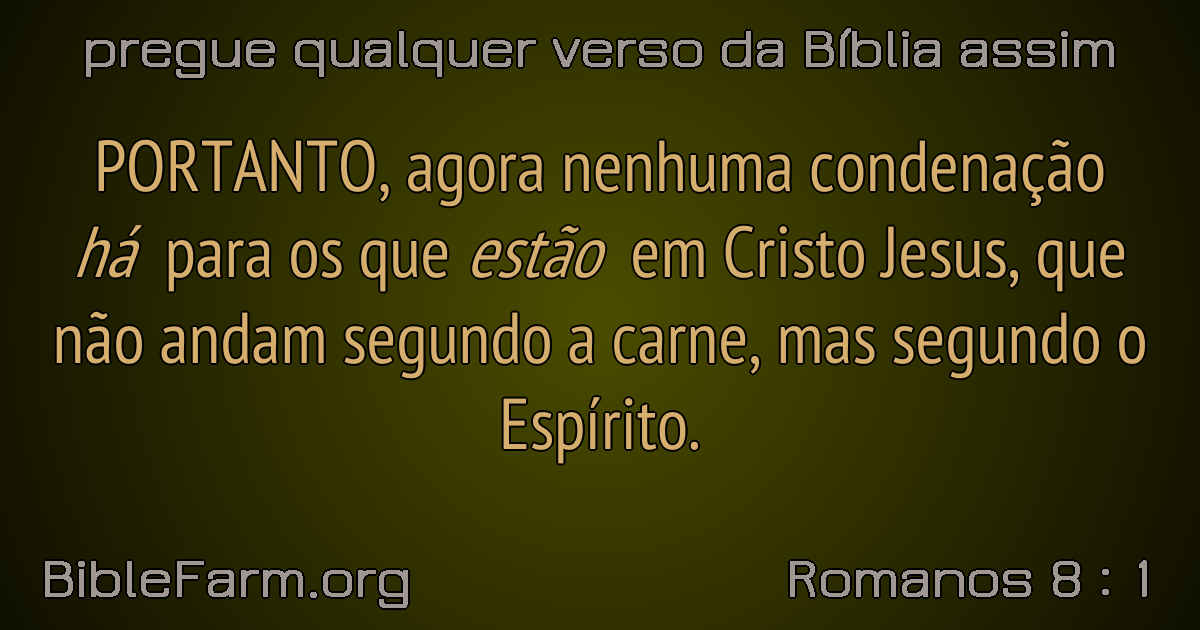 pregue qualquer verso da Bíblia assim
PORTANTO, agora nenhuma condenação
há para os que estão em Cristo Jesus, que
não andam segundo a carne, mas segundo o
Espírito.
BibleFarm.org
Romanos 8 : 1